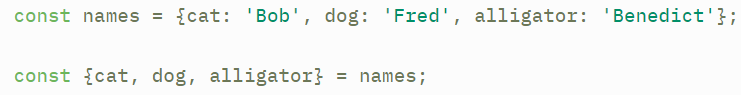 const names = {cat: 'Bob', dog: 'Fred', alligator: 'Benedict'};
const {cat, dog, alligator} = names;